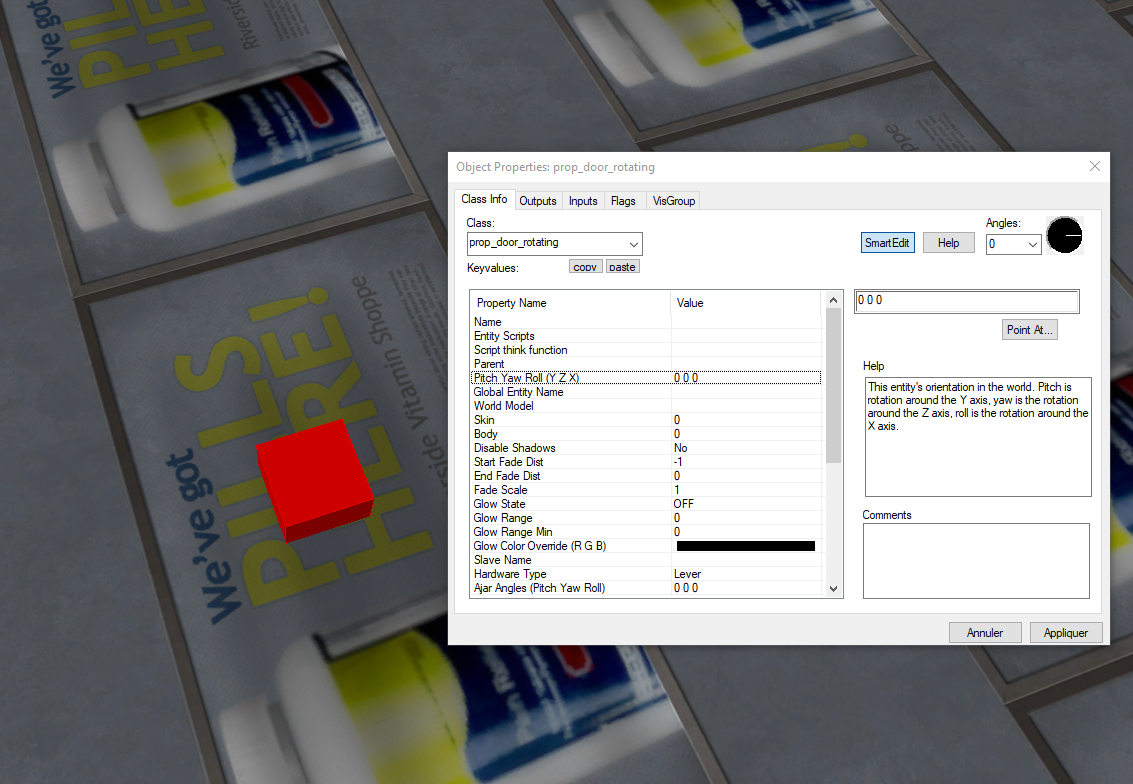 We've got
PILLS
HERE!
Riverside
Pain Relief
Shoppe
We've got
PILLS
HERE!
Riverside Vitamin Shoppe
Object Properties: prop_door_rotating
Class Info Outputs Inputs Flags VisGroup
Class:
prop_door_rotating
SmartEdit Help
Angles:
0
Keyvalues: copy paste
Property Name Value
Name
Entity Scripts
Script think function
Parent
Pitch Yaw Roll (Y Z X) 0 0 0
Global Entity Name
World Model
Skin 0
Body 0
Disable Shadows No
Start Fade Dist -1
End Fade Dist 0
Fade Scale 1
Glow State OFF
Glow Range 0
Glow Range Min 0
Glow Color Override (R G B)
Slave Name
Hardware Type Lever
Ajar Angles (Pitch Yaw Roll) 0 0 0
0 0 0
Point At...
Help
This entity's orientation in the world. Pitch is
rotation around the Y axis, yaw is the rotation
around the Z axis, roll is the rotation around the
X axis.
Comments
Annuler Appliquer